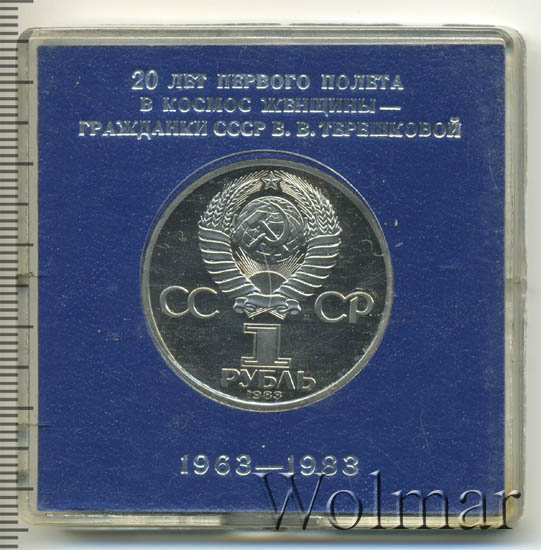 20 ЛЕТ ПЕРВОГО ПОЛЕТА
В КОСМОС ЖЕНЩИНЫ—
ГРАЖДАНКИ СССР В. В. ТЕРЕШКОВОЙ
СС СР
1
РУБЛЬ
1983
1963—1983
Wolmar